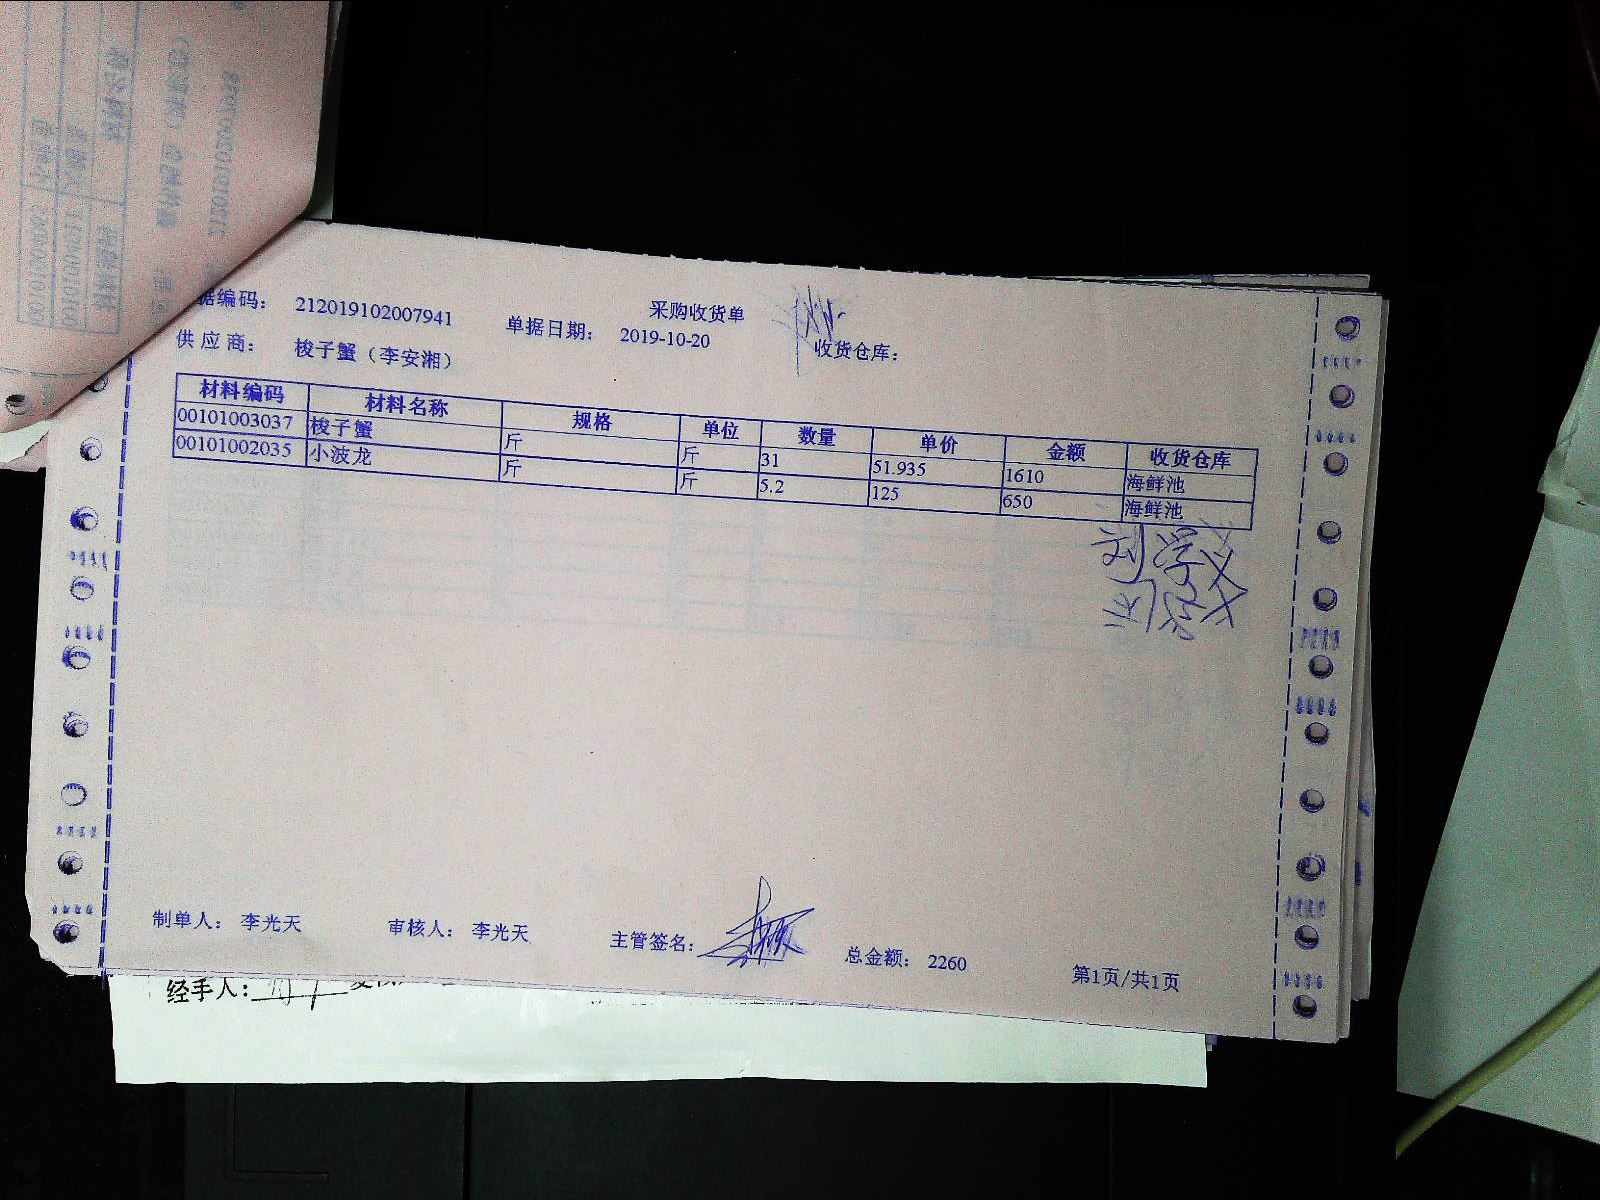 采购收货单
据编码： 212019102007941 单据日期： 2019-10-20 收货仓库：
供应商： 梭子蟹（李安湘）
材料编码 材料名称 规格 单位 数量 单价 金额 收货仓库
00101003037 梭子蟹 斤 斤 31 51.935 1610 海鲜池
00101002035 小波龙 斤 斤 5.2 125 650 海鲜池
制单人： 李光天 审核人： 李光天 主管签名： 总金额： 2260 第1页/共1页
经手人：